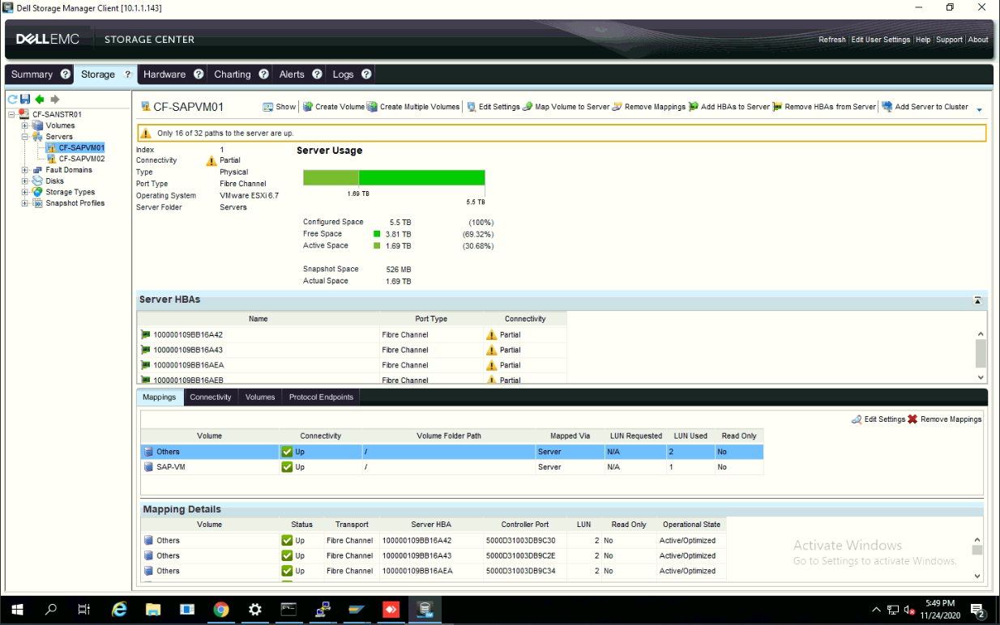 Dell Storage Manager Client [10.1.1.143]
DELLEMC STORAGE CENTER Refresh Edit User Settings Help Support About
Summary ? Storage ? Hardware ? Charting ? Alerts ? Logs ?
CF-SANSTR01
Volumes
Servers
CF-SAPVM01
CF-SAPVM02
Fault Domains
Disks
Storage Types
Snapshot Profiles
CF-SAPVM01 Show Create Volume Create Multiple Volumes Edit Settings Map Volume to Server Remove Mappings Add HBAs to Server Remove HBAs from Server Add Server to Cluster
Only 16 of 32 paths to the server are up.
Index 1
Connectivity Partial
Type Physical
Port Type Fibre Channel
Operating System VMware ESXi 6.7
Server Folder Servers
Server Usage
1.69 TB
5.5 TB
Configured Space 5.5 TB (100%)
Free Space 3.81 TB (69.32%)
Active Space 1.69 TB (30.68%)
Snapshot Space 526 MB
Actual Space 1.69 TB
Server HBAs
Name Port Type Connectivity
100000109BB16A42 Fibre Channel Partial
100000109BB16A43 Fibre Channel Partial
100000109BB16AEA Fibre Channel Partial
100000109BB16AEB Fibre Channel Partial
Mappings Connectivity Volumes Protocol Endpoints
Edit Settings Remove Mappings
Volume Connectivity Volume Folder Path Mapped Via LUN Requested LUN Used Read Only
Others Up / Server N/A 2 No
SAP-VM Up / Server N/A 1 No
Mapping Details
Volume Status Transport Server HBA Controller Port LUN Read Only Operational State
Others Up Fibre Channel 100000109BB16A42 5000D31003DB9C30 2 No Active/Optimized
Others Up Fibre Channel 100000109BB16A43 5000D31003DB9C2E 2 No Active/Optimized
Others Up Fibre Channel 100000109BB16AEA 5000D31003DB9C34 2 No Active/Optimized
Activate Windows
Go to Settings to activate Windows.
5:49 PM
11/24/2020
2